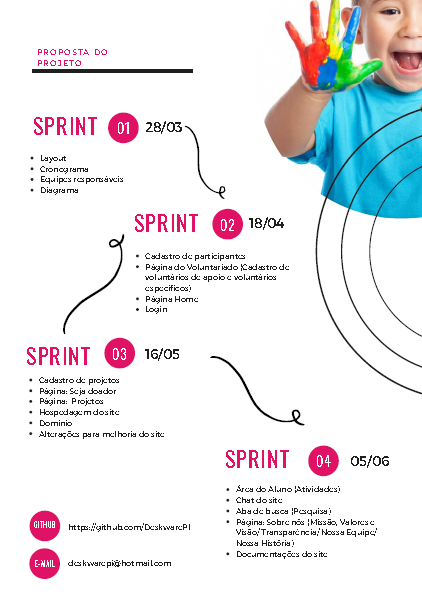 PROPOSTA DO
PROJETO
SPRINT 01 28/03
• Layout
• Cronograma
• Equipes responsáveis
• Diagrama
SPRINT 02 18/04
• Cadastro de participantes
• Página do Voluntariado (Cadastro de
voluntários de apoio e voluntários
específicos)
• Página Home
• Login
SPRINT 03 16/05
• Cadastro de projetos
• Página: Seja doador
• Página: Projetos
• Hospedagem do site
• Domínio
• Alterações para melhoria do site
SPRINT 04 05/06
• Área do Aluno (Atividades)
• Chat do site
• Aba de busca (Pesquisa)
• Página: Sobre nós (Missão, Valores e
Visão/Transparência/Nossa Equipe/
Nossa História)
• Documentações do site
GITHUB https://github.com/DeskwarePI
E-MAIL deskwarepi@hotmail.com